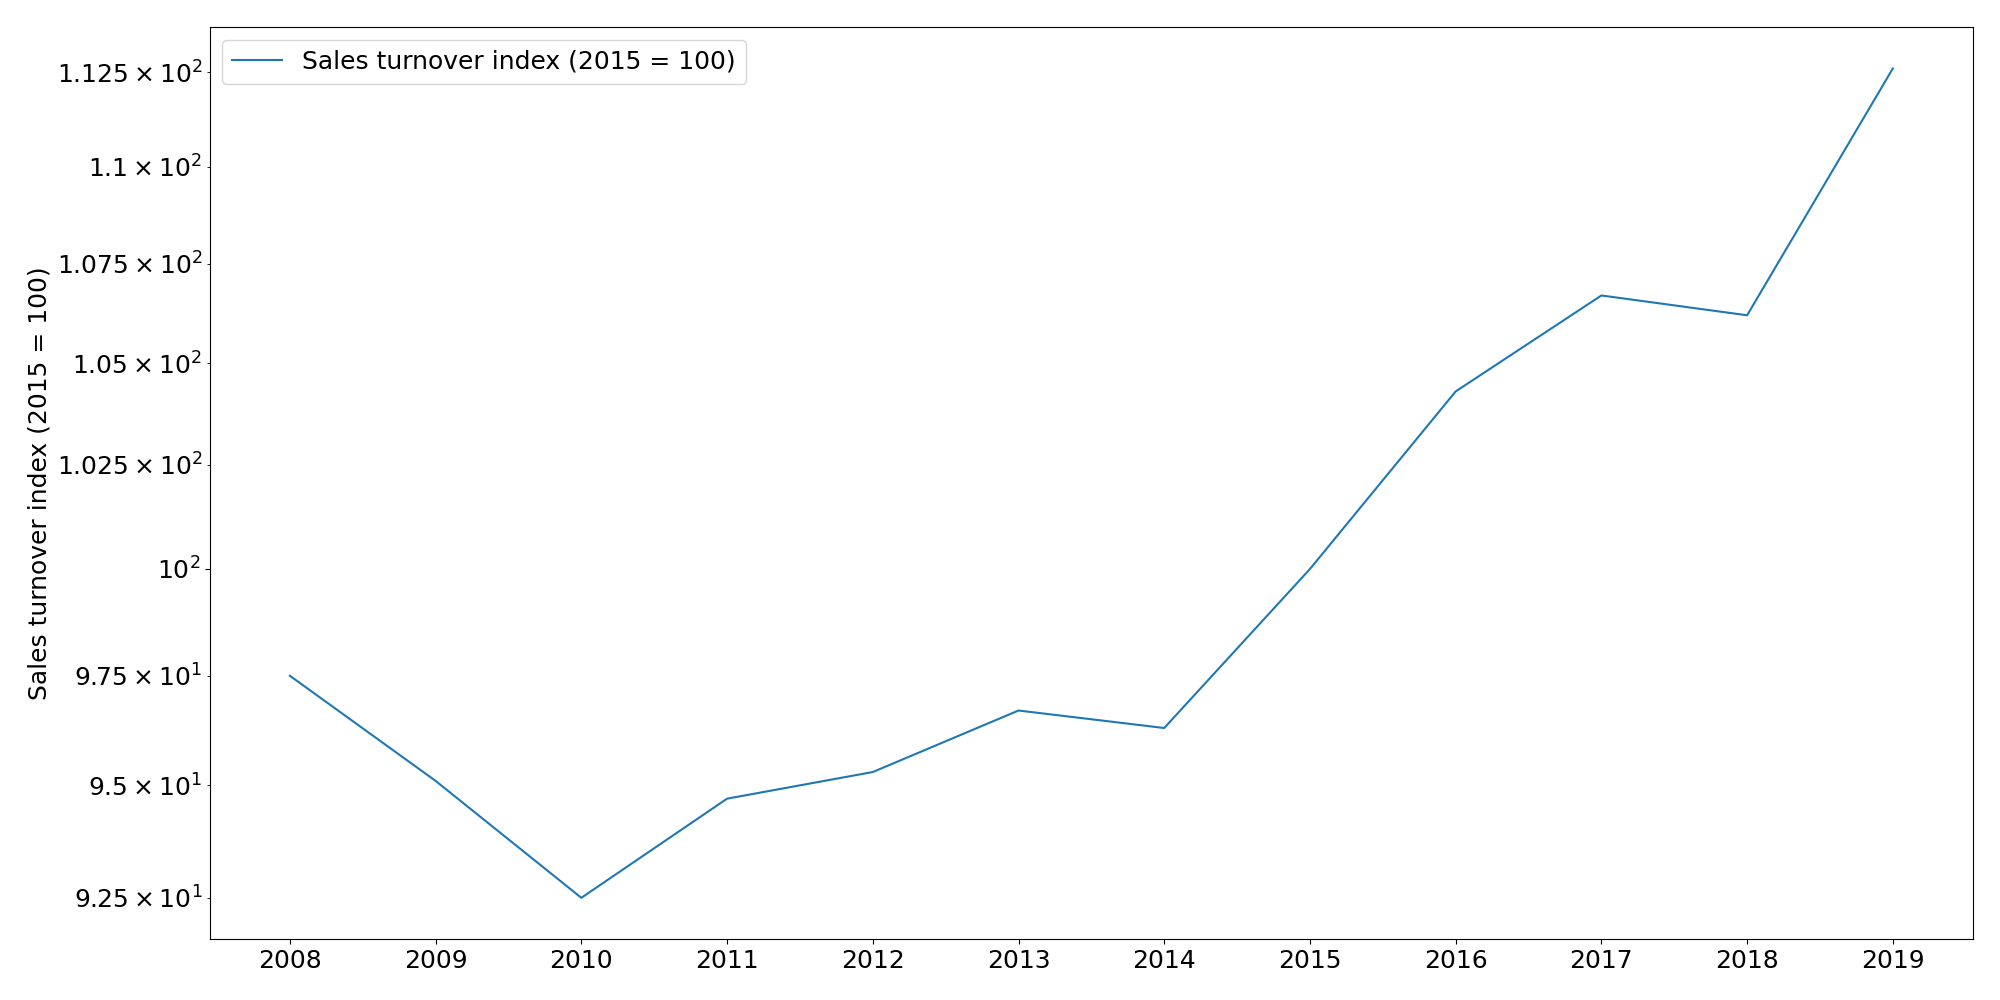 Sales turnover index (2015 = 100)
1.125 × 10²
1.1 × 10²
1.075 × 10²
1.05 × 10²
1.025 × 10²
10²
9.75 × 10¹
9.5 × 10¹
9.25 × 10¹
Sales turnover index (2015 = 100)
2008 2009 2010 2011 2012 2013 2014 2015 2016 2017 2018 2019